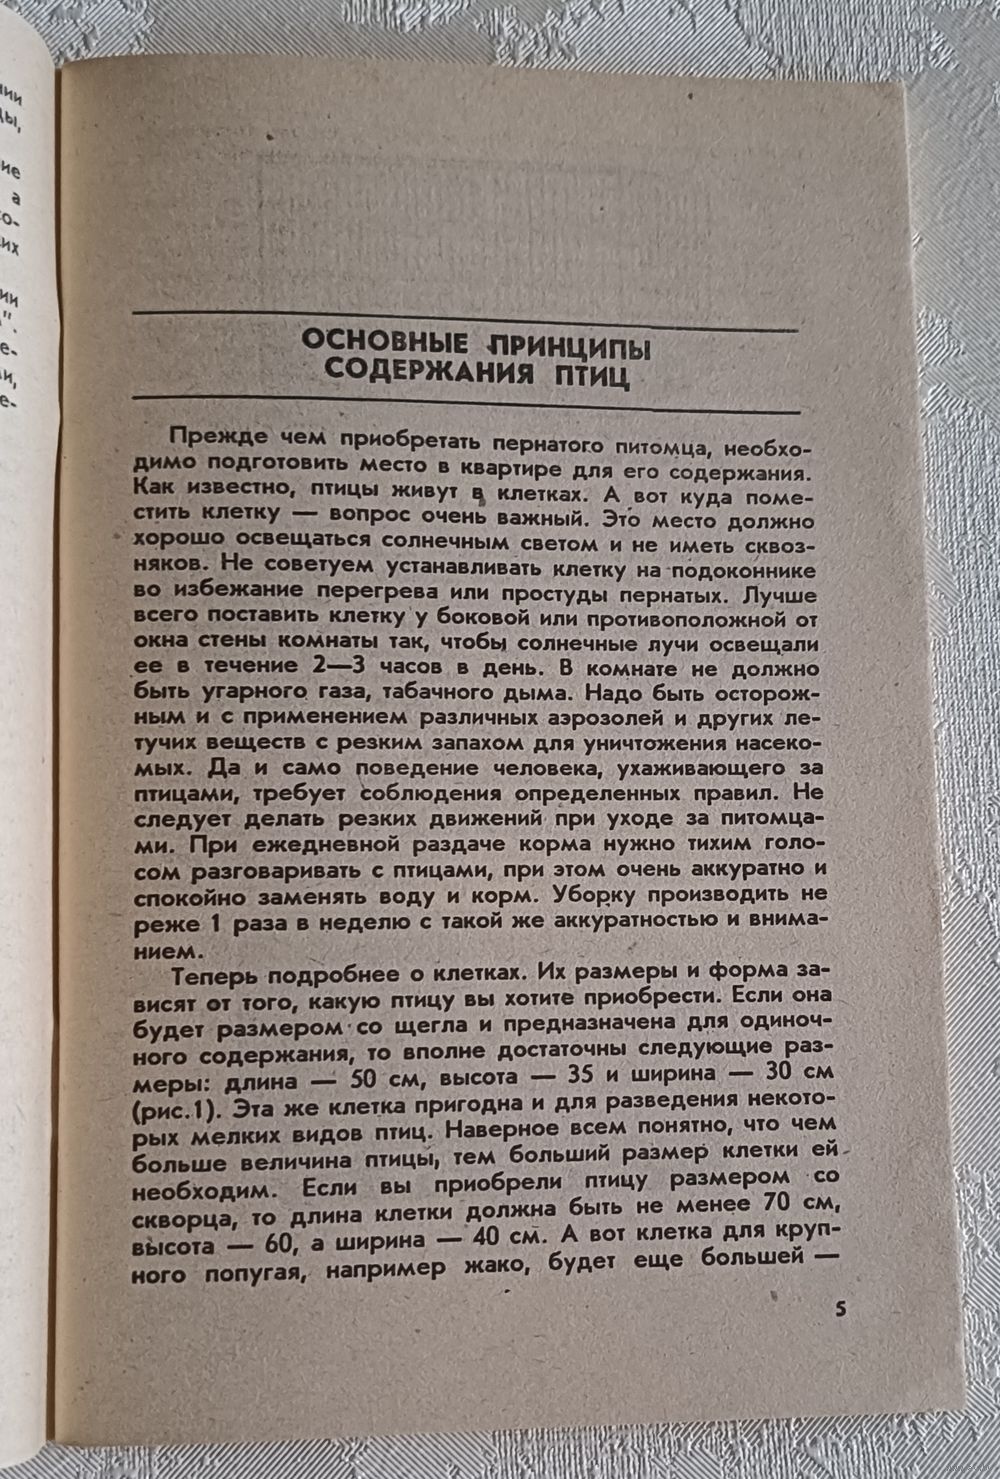 нии
ды,
ие
а
ко-
их
ии
".
е-
и,
е-
ОСНОВНЫЕ ПРИНЦИПЫ
СОДЕРЖАНИЯ ПТИЦ
Прежде чем приобретать пернатого питомца, необхо-
димо подготовить место в квартире для его содержания.
Как известно, птицы живут в клетках. А вот куда поме-
стить клетку — вопрос очень важный. Это место должно
хорошо освещаться солнечным светом и не иметь сквоз-
няков. Не советуем устанавливать клетку на подоконнике
во избежание перегрева или простуды пернатых. Лучше
всего поставить клетку у боковой или противоположной от
окна стены комнаты так, чтобы солнечные лучи освещали
ее в течение 2—3 часов в день. В комнате не должно
быть угарного газа, табачного дыма. Надо быть осторож-
ным и с применением различных аэрозолей и других ле-
тучих веществ с резким запахом для уничтожения насеко-
мых. Да и само поведение человека, ухаживающего за
птицами, требует соблюдения определенных правил. Не
следует делать резких движений при уходе за питомца-
ми. При ежедневной раздаче корма нужно тихим голо-
сом разговаривать с птицами, при этом очень аккуратно и
спокойно заменять воду и корм. Уборку производить не
реже 1 раза в неделю с такой же аккуратностью и внима-
нием.
Теперь подробнее о клетках. Их размеры и форма за-
висят от того, какую птицу вы хотите приобрести. Если она
будет размером со щегла и предназначена для одиноч-
ного содержания, то вполне достаточны следующие раз-
меры: длина — 50 см, высота — 35 и ширина — 30 см
(рис.1). Эта же клетка пригодна и для разведения некото-
рых мелких видов птиц. Наверное всем понятно, что чем
больше величина птицы, тем больший размер клетки ей
необходим. Если вы приобрели птицу размером со
скворца, то длина клетки должна быть не менее 70 см,
высота — 60, а ширина — 40 см. А вот клетка для круп-
ного попугая, например жако, будет еще большей —
5